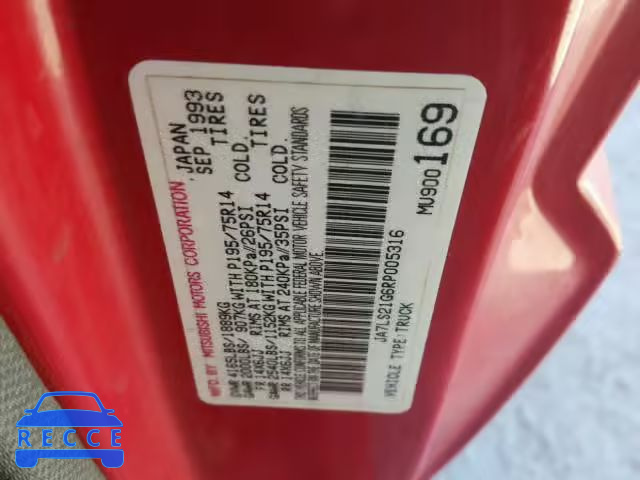 MFD. BY MITSUBISHI MOTORS CORPORATION, JAPAN
SEP 1993
GVWR 4165LBS/1889KG
GAWR 2000LBS/ 907KG WITH P195/75R14 TIRES
FR 14X6JJ RIMS AT 180KPa/26PSI COLD.
GAWR 2540LBS/1152KG WITH P195/75R14 TIRES
RR 14X6JJ RIMS AT 240KPa/35PSI COLD.
THIS VEHICLE CONFORMS TO ALL APPLICABLE FEDERAL MOTOR VEHICLE SAFETY STANDARDS
IN EFFECT ON THE DATE OF MANUFACTURE SHOWN ABOVE.
JA7LS21G6RP005316
VEHICLE TYPE:TRUCK
MV900169
RECCE